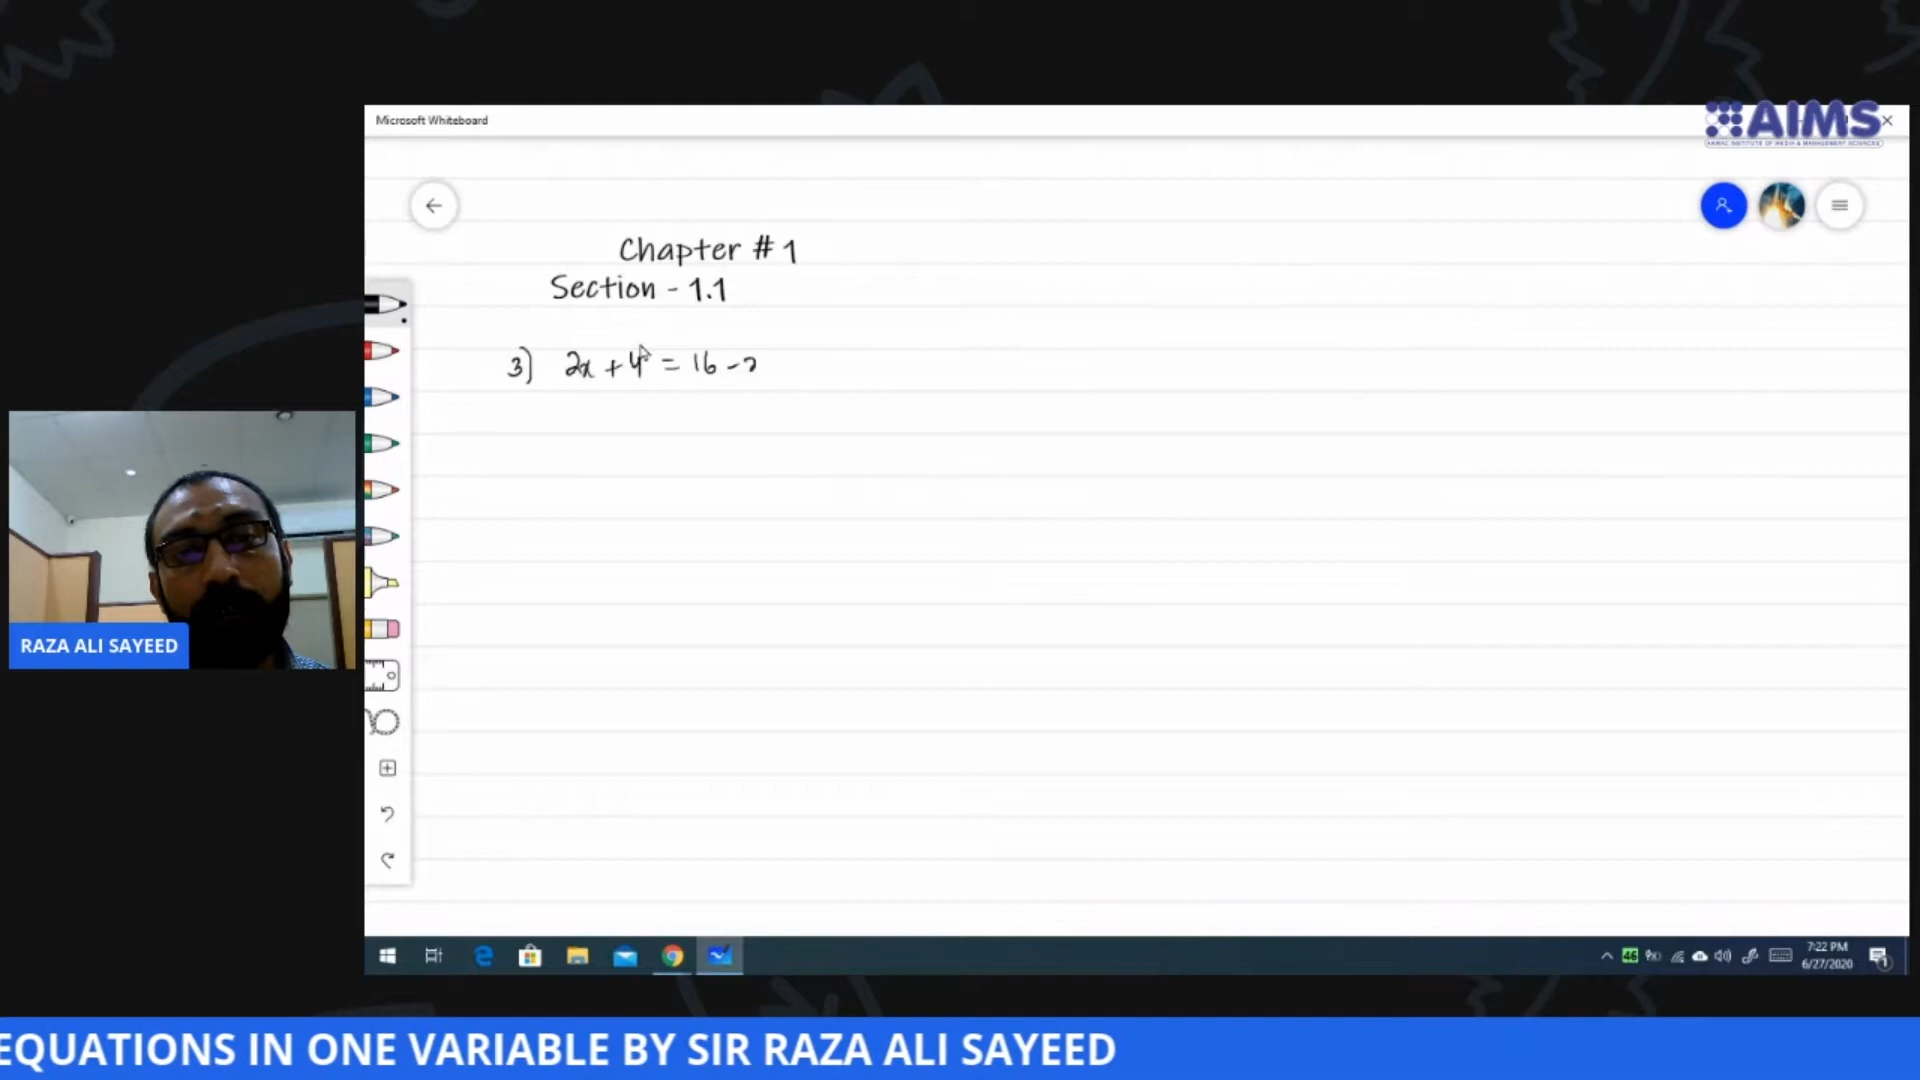 Microsoft Whiteboard
AIMS
Chapter # 1
Section - 1.1
3) 2x + 4 = 16 -
RAZA ALI SAYEED
46
7:22 PM
6/27/2020
EQUATIONS IN ONE VARIABLE BY SIR RAZA ALI SAYEED